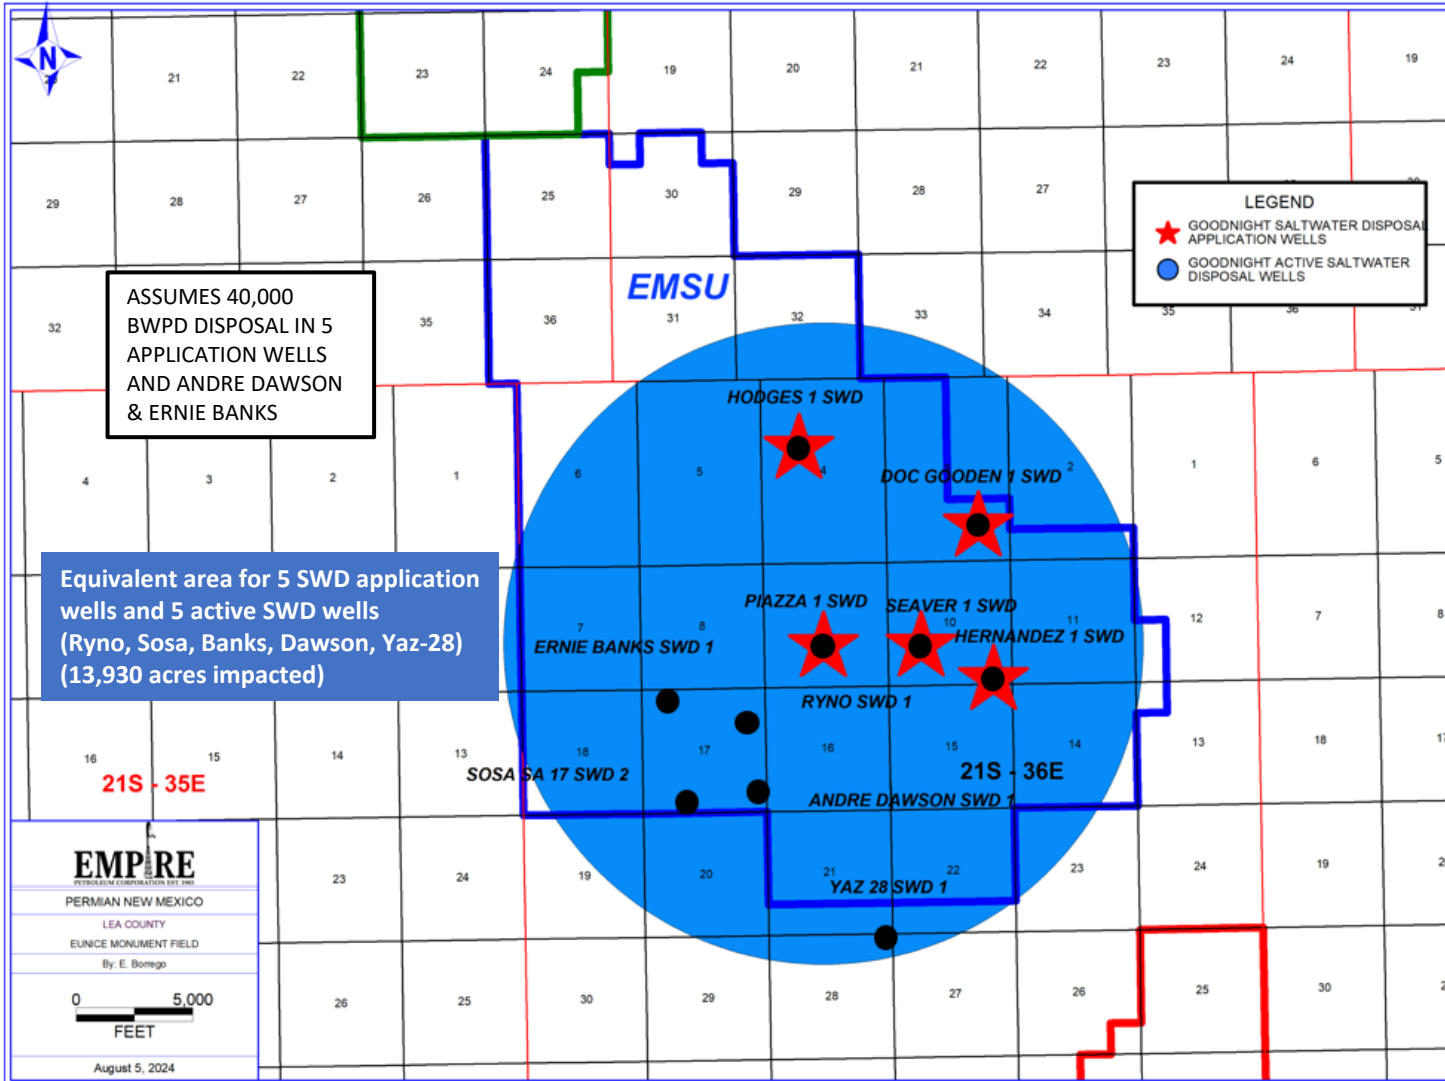 N
20
21
22
23
24
19
20
21
22
23
24
19
29
28
27
26
25
30
29
28
27
LEGEND
GOODNIGHT SALTWATER DISPOSAL
APPLICATION WELLS
GOODNIGHT ACTIVE SALTWATER
DISPOSAL WELLS
EMSU
ASSUMES 40,000
BWPD DISPOSAL IN 5
APPLICATION WELLS
AND ANDRE DAWSON
& ERNIE BANKS
32
35
36
31
32
33
34
35
36
31
HODGES 1 SWD
DOC GOODEN 1 SWD
4
3
2
1
6
5
4
2
1
6
5
Equivalent area for 5 SWD application
wells and 5 active SWD wells
(Ryno, Sosa, Banks, Dawson, Yaz-28)
(13,930 acres impacted)
PIAZZA 1 SWD
SEAVER 1 SWD
HERNANDEZ 1 SWD
ERNIE BANKS SWD 1
7
8
10
11
12
7
8
RYNO SWD 1
16
15
14
13
18
17
16
15
14
13
18
17
21S - 35E
SOSA SA 17 SWD 2
21S - 36E
ANDRE DAWSON SWD 1
23
24
19
20
21
22
23
24
19
YAZ 28 SWD 1
26
25
30
29
28
27
26
25
30
EMPIRE
PETROLEUM CORPORATION EST. 1983
PERMIAN NEW MEXICO
LEA COUNTY
EUNICE MONUMENT FIELD
By: E. Borrego
0 5,000
FEET
August 5, 2024